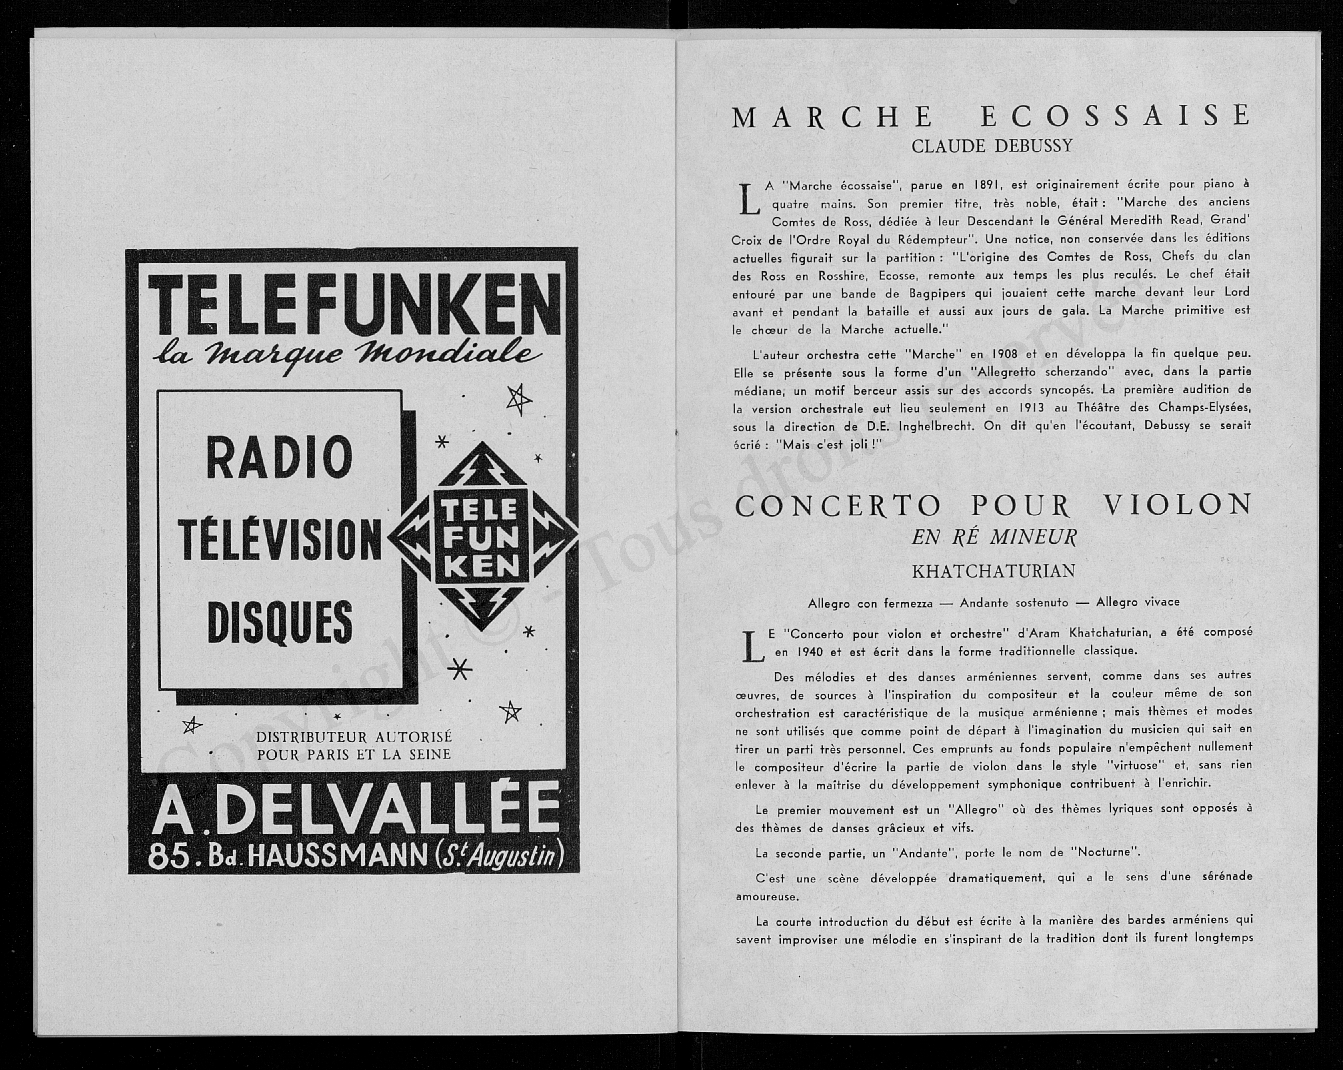 TELEFUNKEN
la marque mondiale
RADIO
TÉLÉVISION
DISQUES
TELE
FUN
KEN
DISTRIBUTEUR AUTORISÉ
POUR PARIS ET LA SEINE
A. DELVALLÉE
85. Bd. HAUSSMANN (St. Augustin)
MARCHE ECOSSAISE
CLAUDE DEBUSSY
LA "Marche écossaise", parue en 1891, est originairement écrite pour piano à
quatre mains. Son premier titre, très noble, était : "Marche des anciens
Comtes de Ross, dédiée à leur Descendant le Général Meredith Read, Grand'
Croix de l'Ordre Royal du Rédempteur". Une notice, non conservée dans les éditions
actuelles figurait sur la partition : "L'origine des Comtes de Ross, Chefs du clan
des Ross en Rosshire, Ecosse, remonte aux temps les plus reculés. Le chef était
entouré par une bande de Bagpipers qui jouaient cette marche devant leur Lord
avant et pendant la bataille et aussi aux jours de gala. La Marche primitive est
le chœur de la Marche actuelle."
L'auteur orchestra cette "Marche" en 1908 et en développa la fin quelque peu.
Elle se présente sous la forme d'un "Allegretto scherzando" avec, dans la partie
médiane, un motif berceur assis sur des accords syncopés. La première audition de
la version orchestrale eut lieu seulement en 1913 au Théâtre des Champs-Elysées,
sous la direction de D.E. Inghelbrecht. On dit qu'en l'écoutant, Debussy se serait
écrié : "Mais c'est joli !"
CONCERTO POUR VIOLON
EN RÉ MINEUR
KHATCHATURIAN
Allegro con fermezza — Andante sostenuto — Allegro vivace
LE "Concerto pour violon et orchestre" d'Aram Khatchaturian, a été composé
en 1940 et est écrit dans la forme traditionnelle classique.
Des mélodies et des danses arméniennes servent, comme dans ses autres
œuvres, de sources à l'inspiration du compositeur et la couleur même de son
orchestration est caractéristique de la musique arménienne ; mais thèmes et modes
ne sont utilisés que comme point de départ à l'imagination du musicien qui sait en
tirer un parti très personnel. Ces emprunts au fonds populaire n'empêchent nullement
le compositeur d'écrire la partie de violon dans le style "virtuose" et, sans rien
enlever à la maîtrise du développement symphonique contribuent à l'enrichir.
Le premier mouvement est un "Allegro" où des thèmes lyriques sont opposés à
des thèmes de danses grâcieux et vifs.
La seconde partie, un "Andante", porte le nom de "Nocturne".
C'est une scène développée dramatiquement, qui a le sens d'une sérénade
amoureuse.
La courte introduction du début est écrite à la manière des bardes arméniens qui
savent improviser une mélodie en s'inspirant de la tradition dont ils furent longtemps
Copyright © - Tous droits réservés